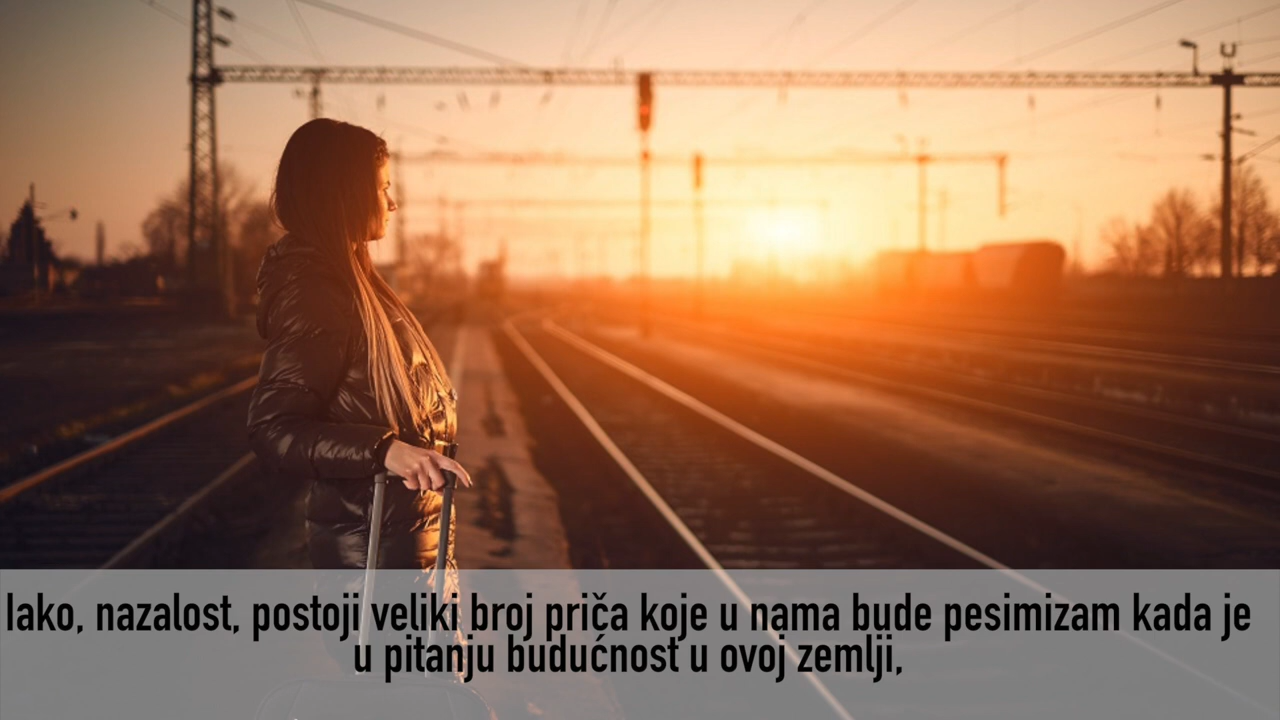 Iako, nazalost, postoji veliki broj priča koje u nama bude pesimizam kada je
u pitanju budućnost u ovoj zemlji,